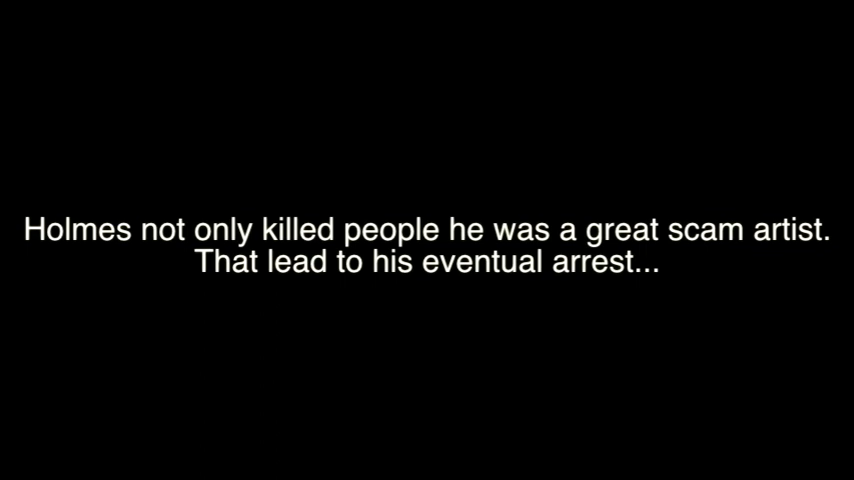 Holmes not only killed people he was a great scam artist.
That lead to his eventual arrest...